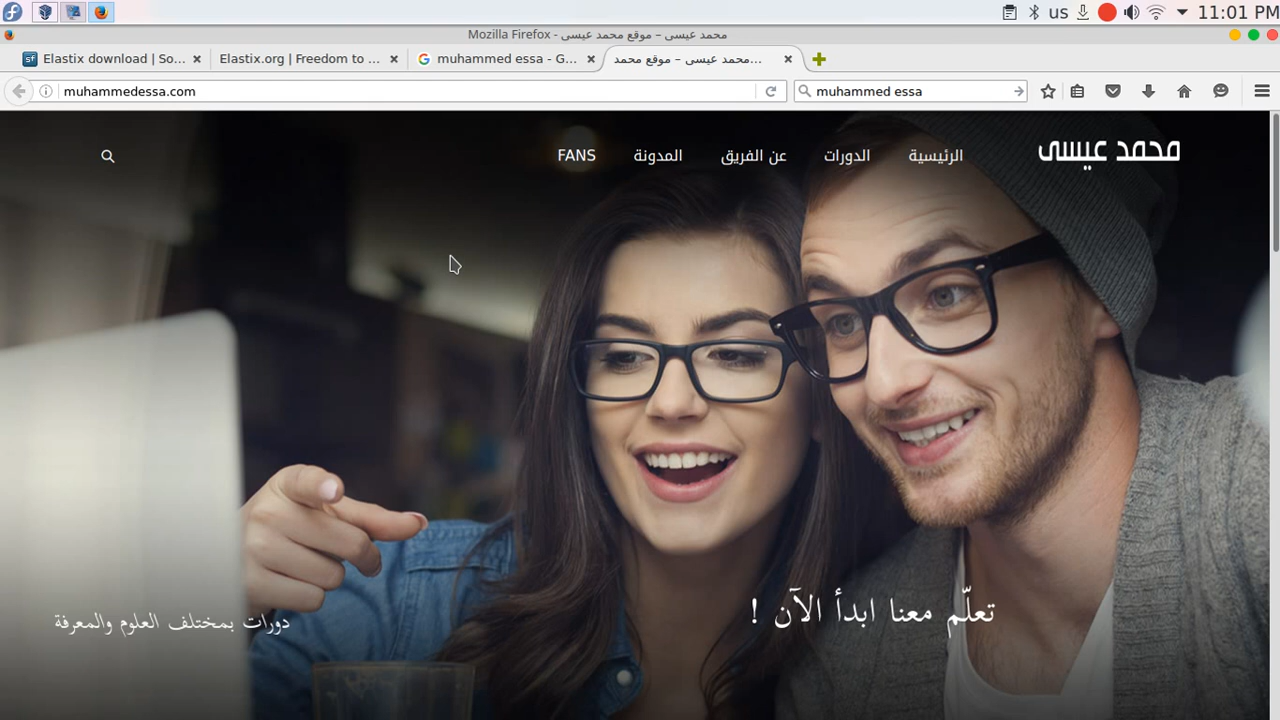 us 11:01 PM
محمد عيسى – موقع محمد عيسى - Mozilla Firefox
Elastix download | So...
Elastix.org | Freedom to ...
muhammed essa - G...
محمد عيسى – موقع محمد...
muhammedessa.com
muhammed essa
محمد عيسى
الرئيسية
الدورات
عن الفريق
المدونة
FANS
تعلّم معنا ابدأ الآن !
دورات بمختلف العلوم والمعرفة